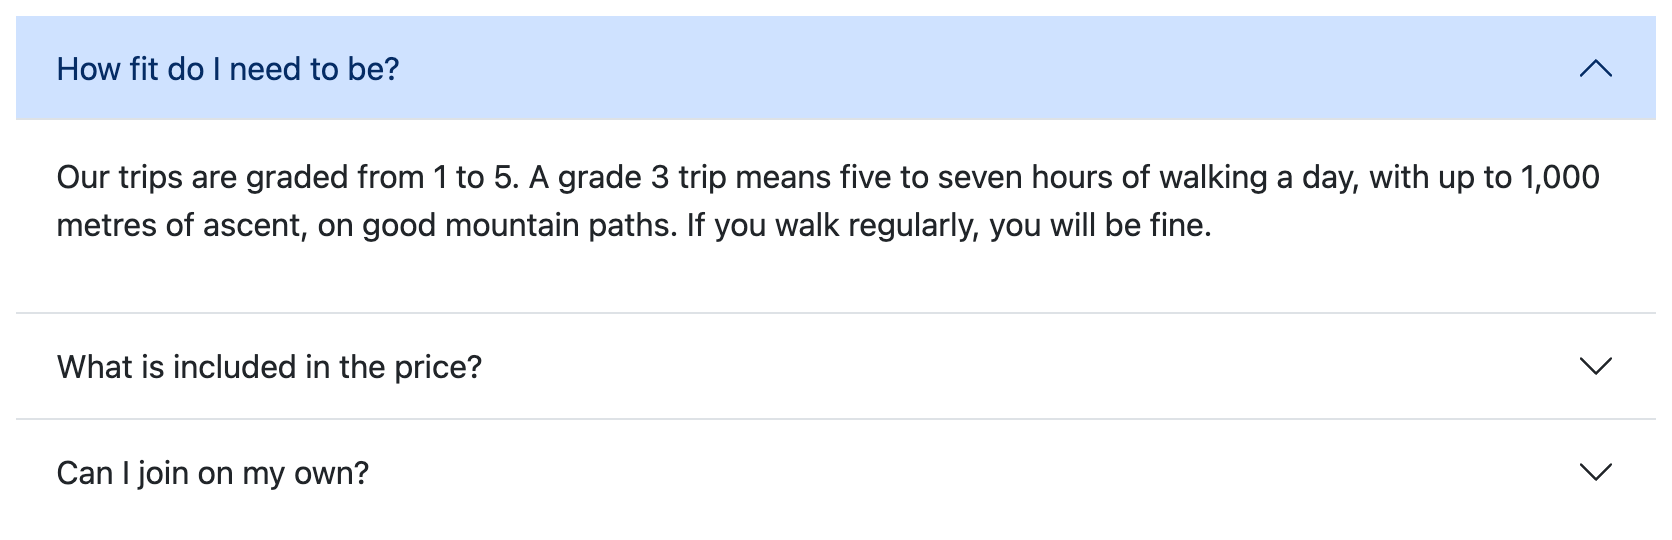 How fit do I need to be?
Our trips are graded from 1 to 5. A grade 3 trip means five to seven hours of walking a day, with up to 1,000
metres of ascent, on good mountain paths. If you walk regularly, you will be fine.
What is included in the price?
Can I join on my own?